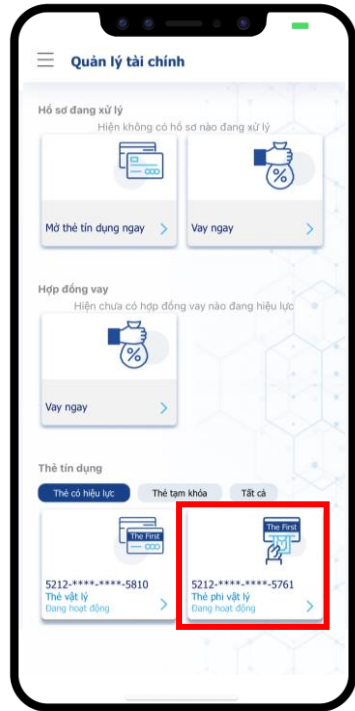 Quản lý tài chính
Hồ sơ đang xử lý
Hiện không có hồ sơ nào đang xử lý
Mở thẻ tín dụng ngay
Vay ngay
Hợp đồng vay
Hiện chưa có hợp đồng vay nào đang hiệu lực
Vay ngay
Thẻ tín dụng
Thẻ có hiệu lực
Thẻ tạm khóa
Tất cả
The First
5212-****-****-5810
Thẻ vật lý
Đang hoạt động
The First
5212-****-****-5761
Thẻ phi vật lý
Đang hoạt động